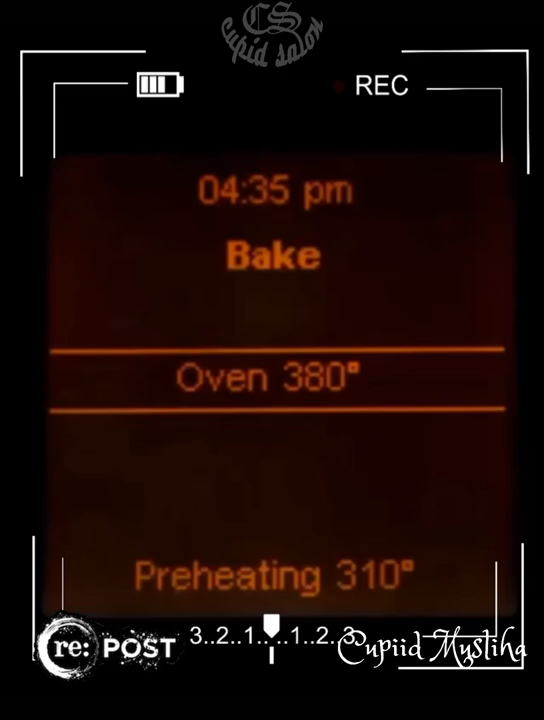 CS
cupid salon
REC
04:35 pm
Bake
Oven 380°
Preheating 310°
re: POST
3..2..1....1..2..3
Cupiid Mystiha